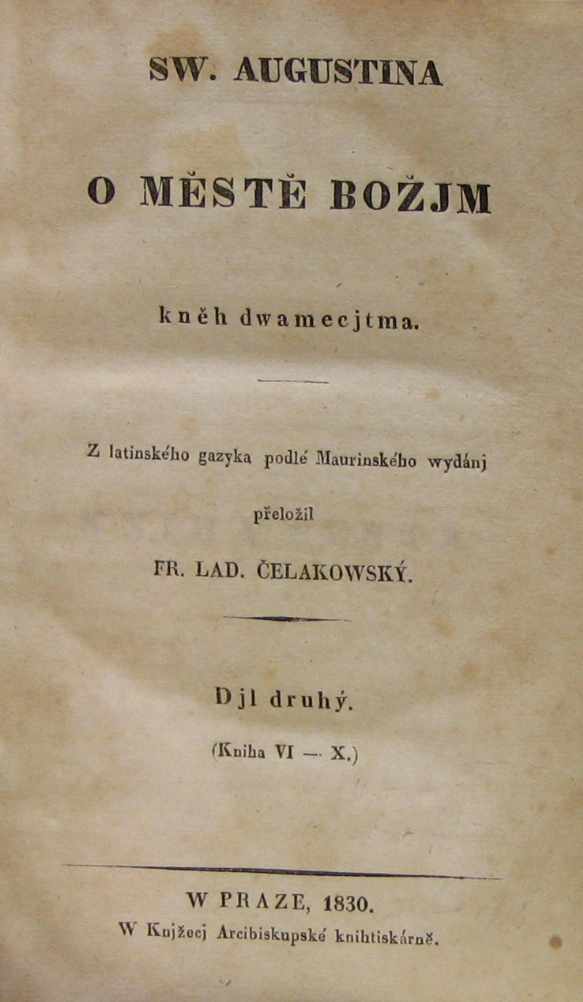 SW. AUGUSTINA
O MĚSTĚ BOŽJM
kněh dwamecjtma.
Z latinského gazyka podlé Maurinského wydánj
přeložil
FR. LAD. ČELAKOWSKÝ.
Djl druhý.
(Kniha VI — X.)
W PRAZE, 1830.
W Knjžecj Arcibiskupské knihtiskárně.